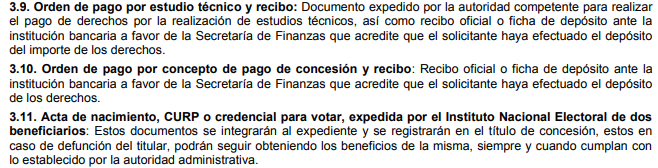 3.9. Orden de pago por estudio técnico y recibo: Documento expedido por la autoridad competente para realizar
el pago de derechos por la realización de estudios técnicos, así como recibo oficial o ficha de depósito ante la
institución bancaria a favor de la Secretaría de Finanzas que acredite que el solicitante haya efectuado el depósito
del importe de los derechos.
3.10. Orden de pago por concepto de pago de concesión y recibo: Recibo oficial o ficha de depósito ante la
institución bancaria a favor de la Secretaría de Finanzas que acredite que el solicitante haya efectuado el depósito
de los derechos.
3.11. Acta de nacimiento, CURP o credencial para votar, expedida por el Instituto Nacional Electoral de dos
beneficiarios: Estos documentos se integrarán al expediente y se registrarán en el título de concesión, estos en
caso de defunción del titular, podrán seguir obteniendo los beneficios de la misma, siempre y cuando cumplan con
lo establecido por la autoridad administrativa.